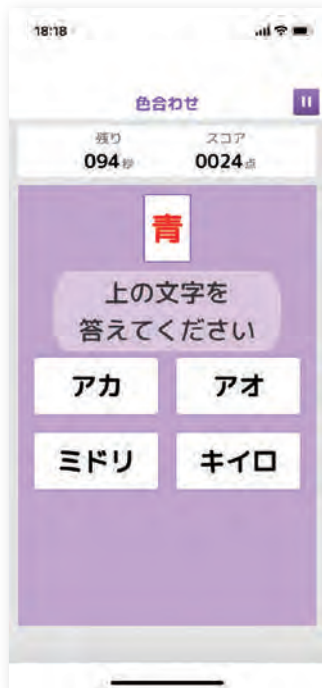 18:18
色合わせ
残り
スコア
094秒
0024点
青
上の文字を
答えてください
アカ
アオ
ミドリ
キイロ